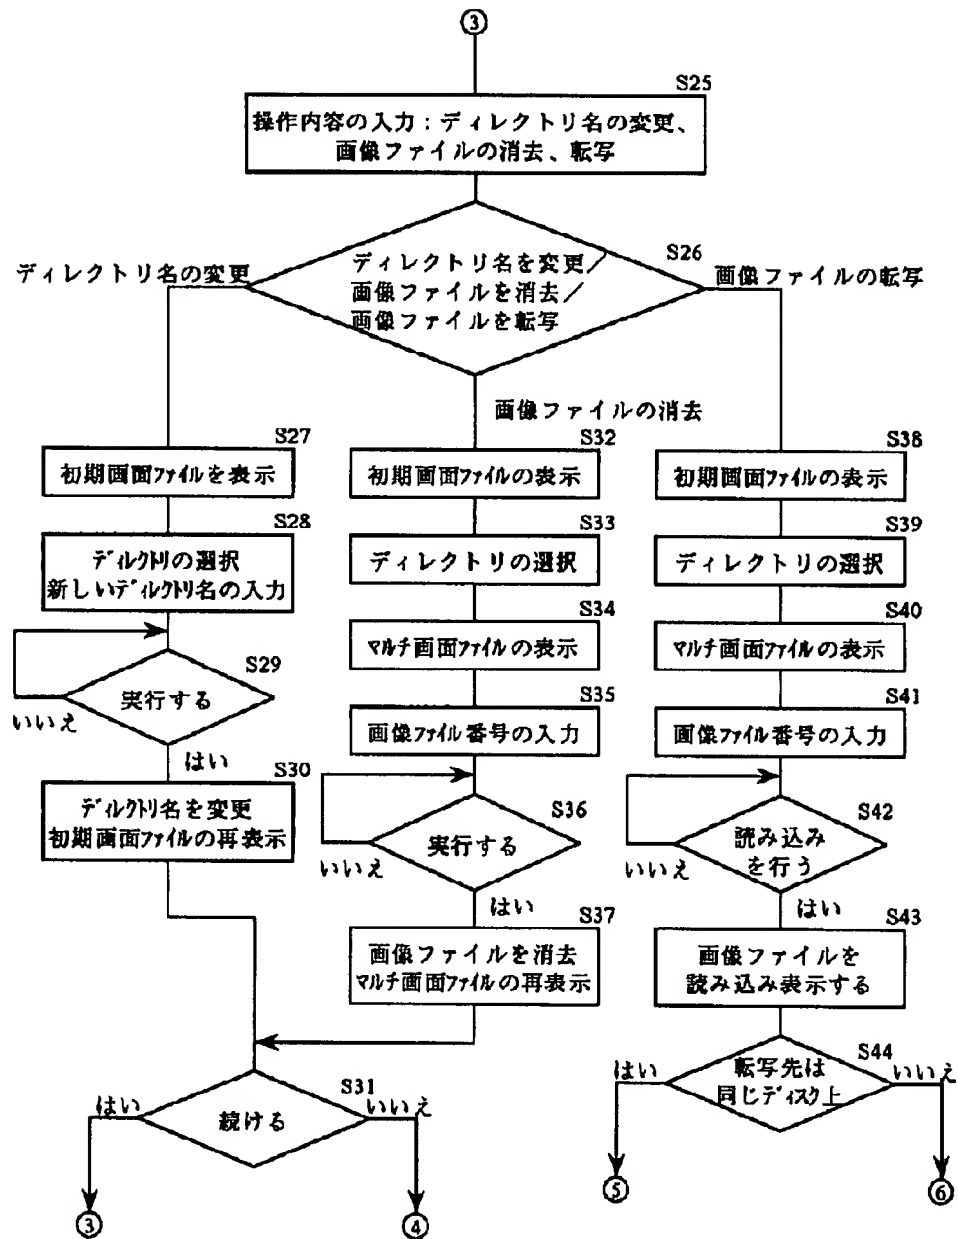 ③
S25
操作内容の入力：ディレクトリ名の変更、
画像ファイルの消去、転写
S26
ディレクトリ名を変更／
画像ファイルを消去／
画像ファイルを転写
ディレクトリ名の変更
画像ファイルの消去
画像ファイルの転写
S27
初期画面ファイルを表示
S28
ディレクトリの選択
新しいディレクトリ名の入力
S29
実行する
いいえ
はい
S30
ディレクトリ名を変更
初期画面ファイルの再表示
S32
初期画面ファイルの表示
S33
ディレクトリの選択
S34
マルチ画面ファイルの表示
S35
画像ファイル番号の入力
S36
実行する
いいえ
はい
S37
画像ファイルを消去
マルチ画面ファイルの再表示
S31
続ける
はい
いいえ
③
④
S38
初期画面ファイルの表示
S39
ディレクトリの選択
S40
マルチ画面ファイルの表示
S41
画像ファイル番号の入力
S42
読み込み
を行う
いいえ
はい
S43
画像ファイルを
読み込み表示する
S44
転写先は
同じディスク上
はい
いいえ
⑤
⑥